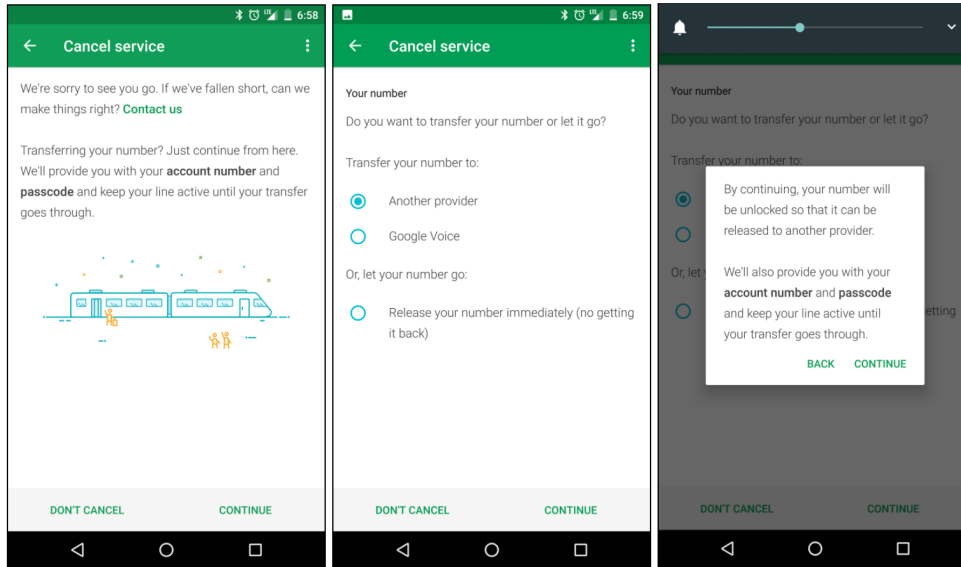 6:58
Cancel service
We're sorry to see you go. If we've fallen short, can we
make things right? Contact us
Transferring your number? Just continue from here.
We'll provide you with your account number and
passcode and keep your line active until your transfer
goes through.
DON'T CANCEL CONTINUE
LTE 6:59
Cancel service
Your number
Do you want to transfer your number or let it go?
Transfer your number to:
Another provider
Google Voice
Or, let your number go:
Release your number immediately (no getting
it back)
DON'T CANCEL CONTINUE
Your number
Do you want to transfer your number or let it go?
Transfer your number to:
Or, let
etting
By continuing, your number will
be unlocked so that it can be
released to another provider.
We'll also provide you with your
account number and passcode
and keep your line active until
your transfer goes through.
BACK CONTINUE
DON'T CANCEL CONTINUE